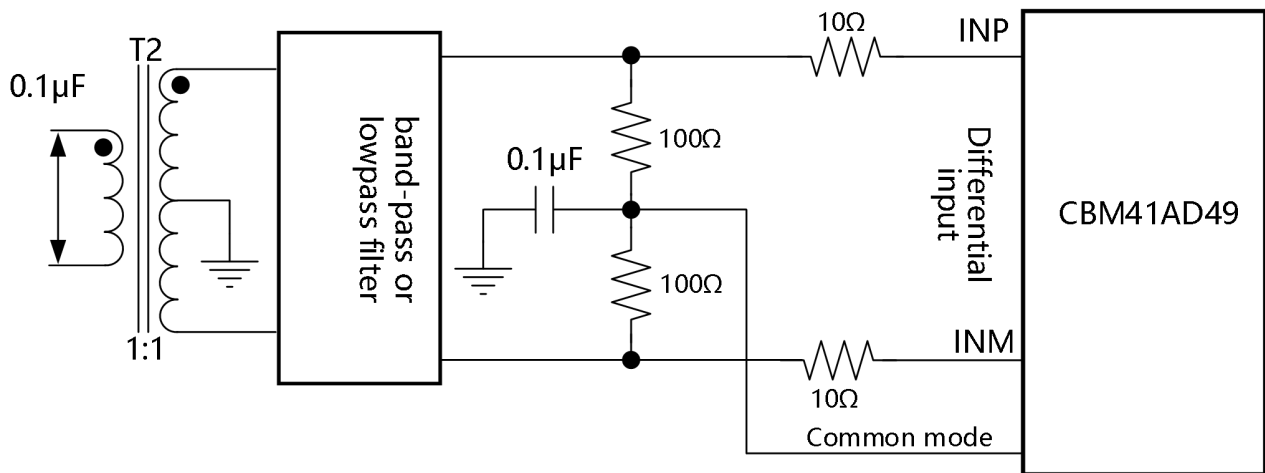 T2
0.1μF
1:1
band-pass or
lowpass filter
0.1μF
100Ω
100Ω
10Ω
INP
Differential
input
INM
10Ω
Common mode
CBM41AD49